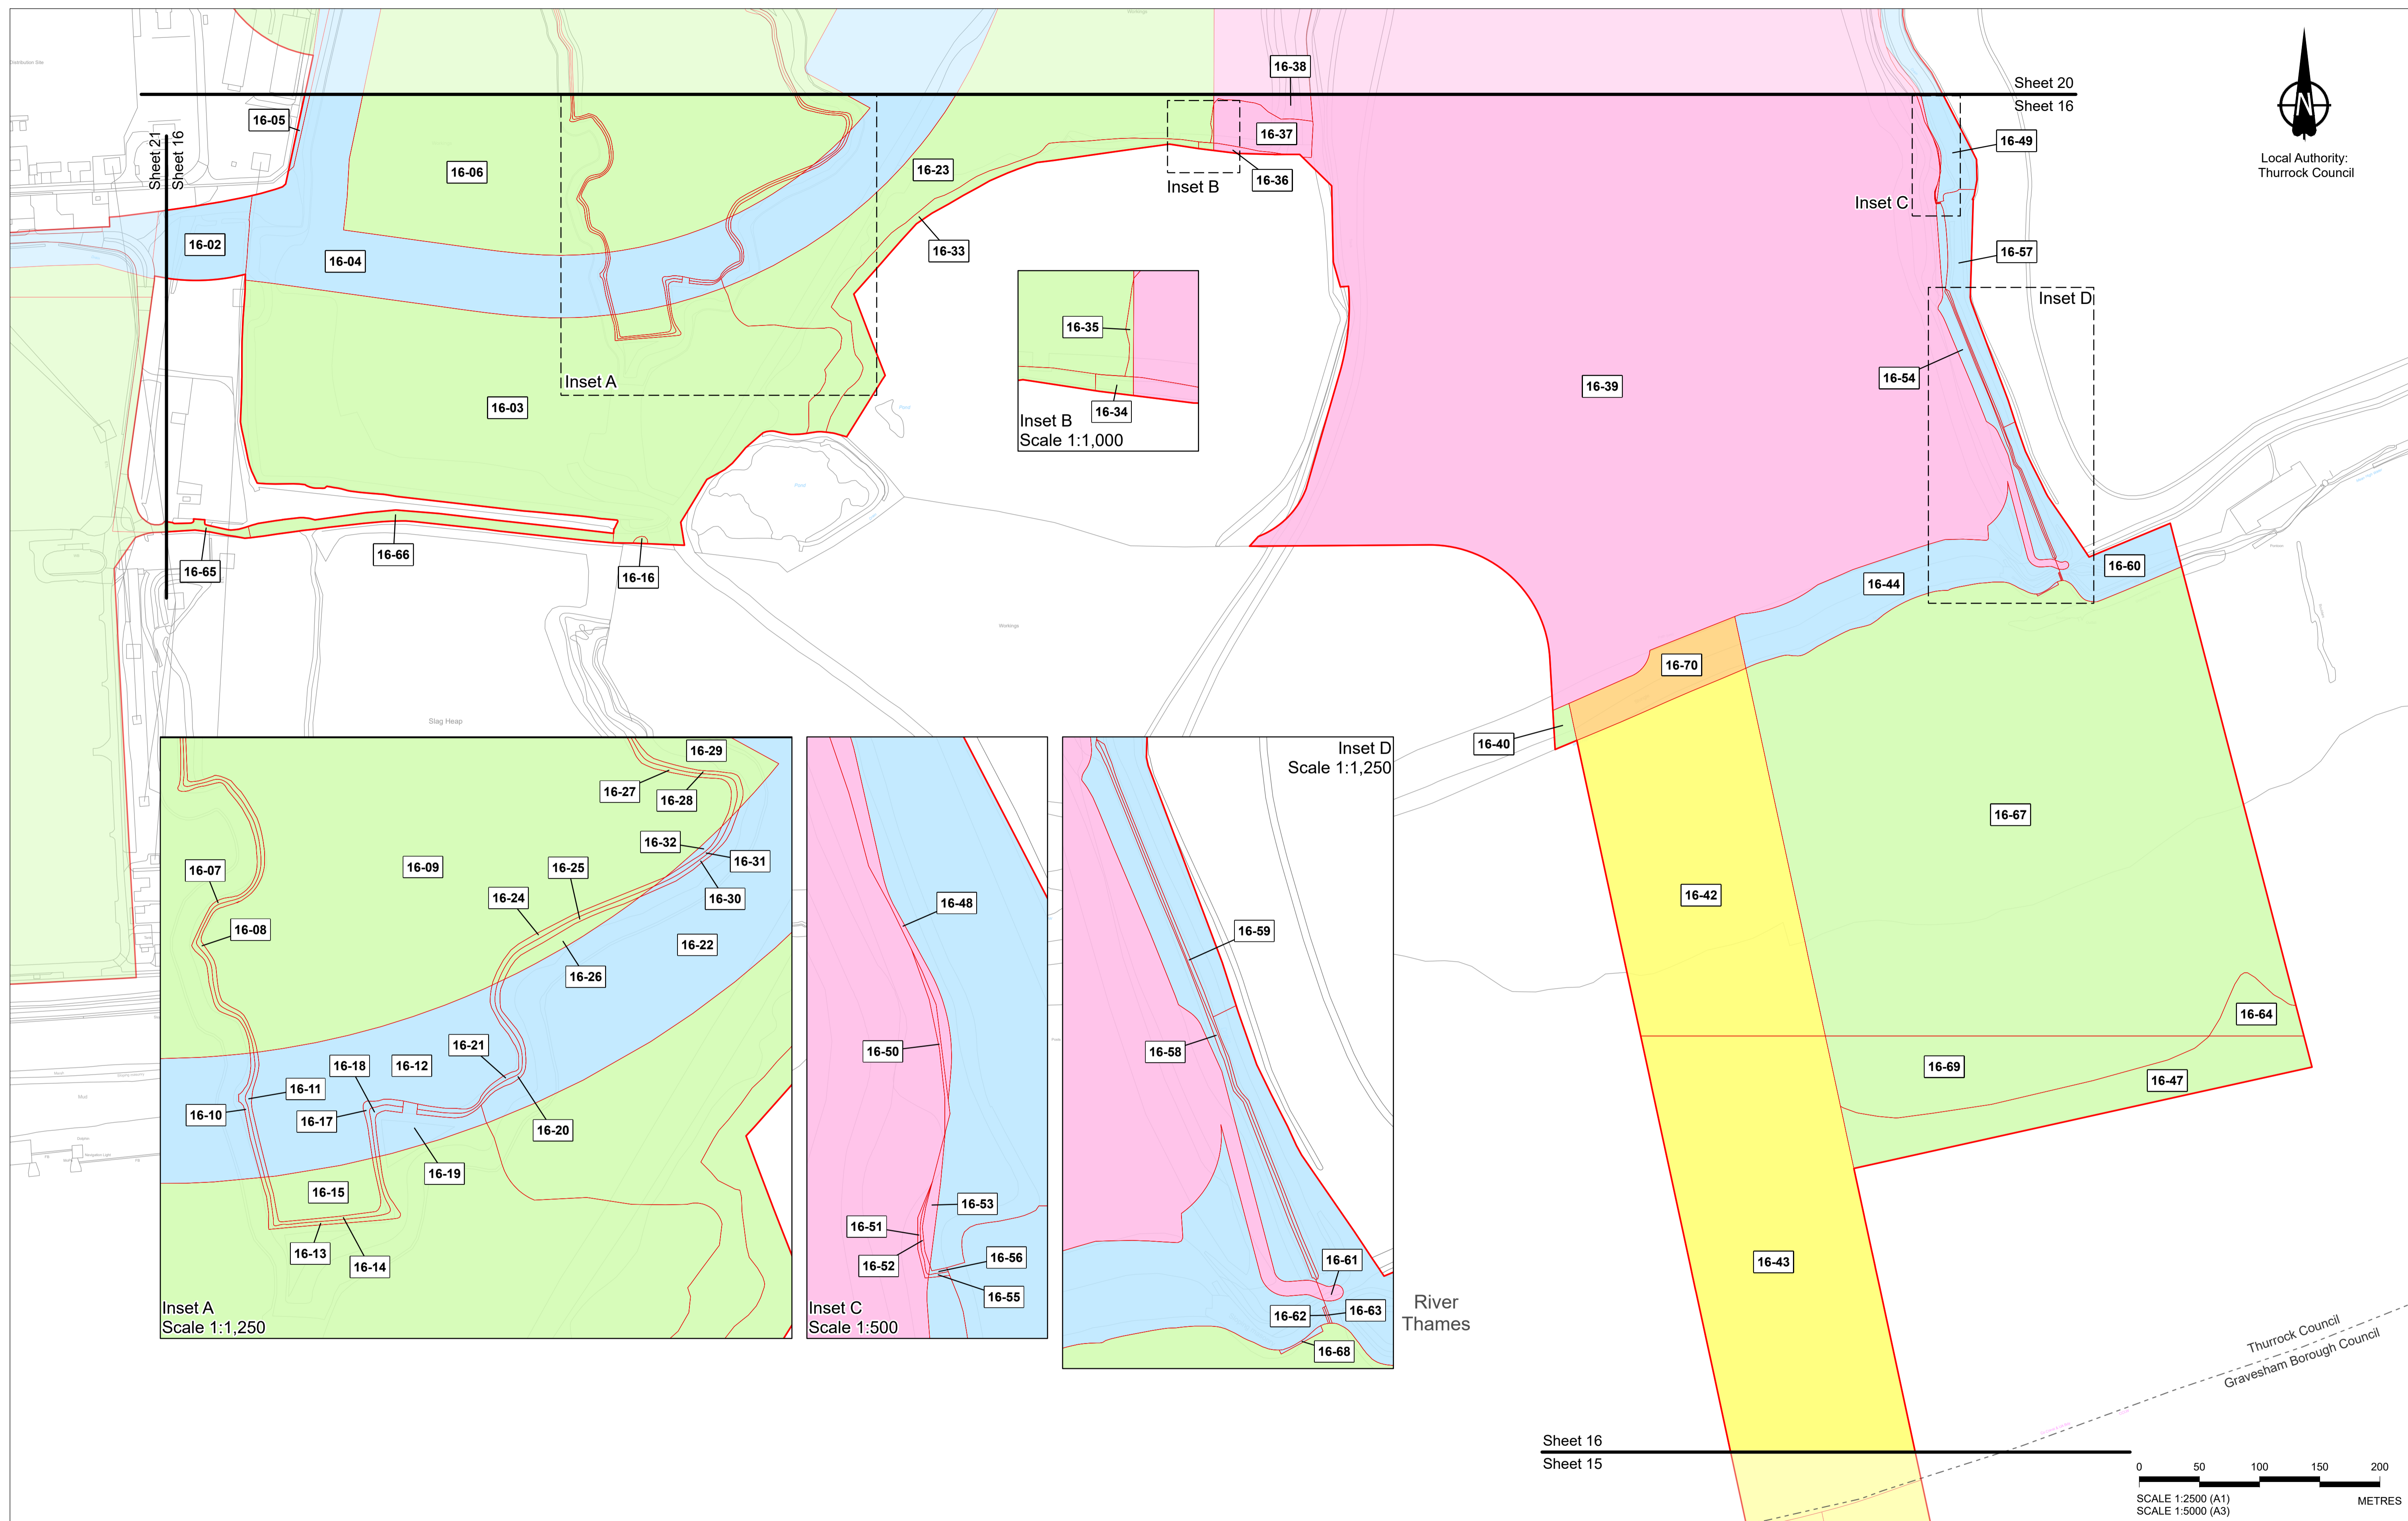 Distribution Site
Workings
16-38
Sheet 20
Sheet 16
16-05
Sheet 21
Sheet 16
16-37
16-49
N
Local Authority:
Thurrock Council
16-06
16-23
16-36
Inset B
Inset C
16-02
16-04
16-33
16-57
Inset D
16-35
16-54
16-39
Inset A
16-03
Pond
16-34
Inset B
Scale 1:1,000
Pond
16-65
16-66
16-16
16-44
16-60
Workings
16-70
Slag Heap
16-40
16-29
16-27
16-28
16-32
16-31
16-07
16-09
16-25
16-24
16-30
16-08
16-22
16-26
16-21
16-18
16-12
16-11
16-10
16-17
16-20
16-19
16-15
16-13
16-14
Inset A
Scale 1:1,250
16-48
16-50
16-53
16-51
16-52
16-56
16-55
Inset C
Scale 1:500
Inset D
Scale 1:1,250
16-59
16-58
16-61
16-62
16-63
16-68
16-67
16-42
16-64
16-69
16-47
16-43
Mud
River
Thames
Thurrock Council
Gravesham Borough Council
Sheet 16
Sheet 15
0 50 100 150 200
SCALE 1:2500 (A1)
SCALE 1:5000 (A3)
METRES